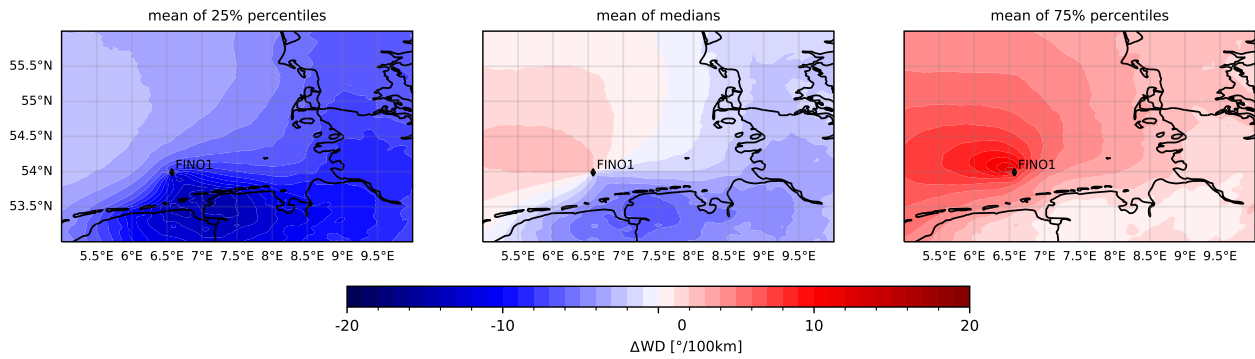 mean of 25% percentiles
mean of medians
mean of 75% percentiles
55.5°N
55°N
54.5°N
54°N
53.5°N
FINO1
FINO1
FINO1
5.5°E 6°E 6.5°E 7°E 7.5°E 8°E 8.5°E 9°E 9.5°E
5.5°E 6°E 6.5°E 7°E 7.5°E 8°E 8.5°E 9°E 9.5°E
5.5°E 6°E 6.5°E 7°E 7.5°E 8°E 8.5°E 9°E 9.5°E
-20 -10 0 10 20
ΔWD [°/100km]